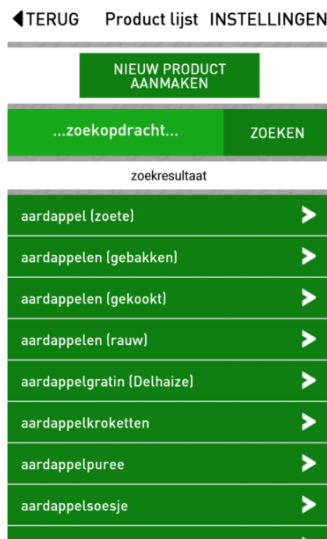 TERUG Product lijst INSTELLINGEN
NIEUW PRODUCT
AANMAKEN
...zoekopdracht... ZOEKEN
zoekresultaat
aardappel (zoete)
aardappelen (gebakken)
aardappelen (gekookt)
aardappelen (rauw)
aardappelgratin (Delhaize)
aardappelkroketten
aardappelpuree
aardappelsoesje